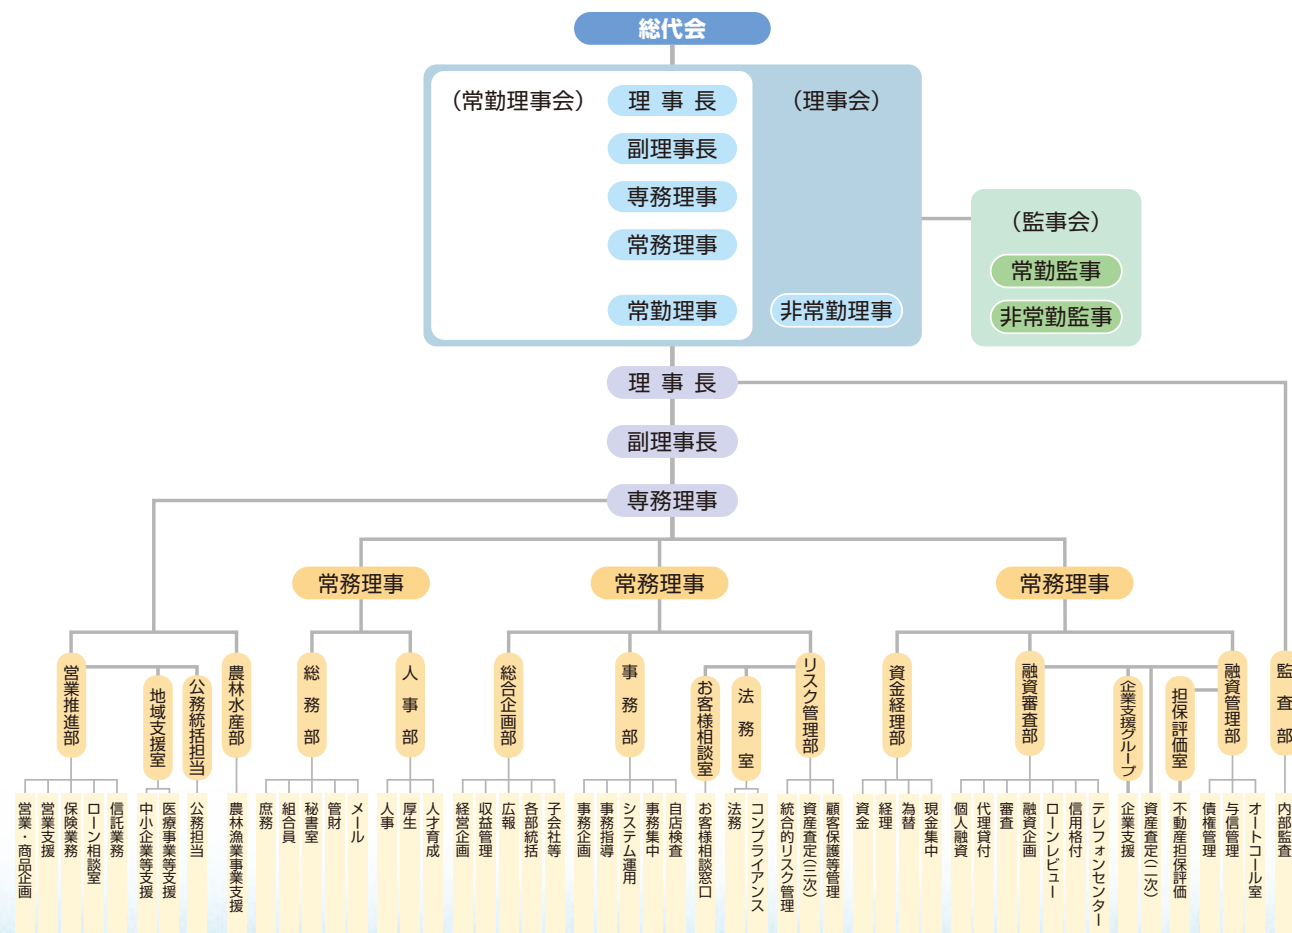 総代会
（常勤理事会）
理事長
（理事会）
副理事長
専務理事
常務理事
常勤理事
非常勤理事
（監事会）
常勤監事
非常勤監事
理事長
副理事長
専務理事
常務理事
常務理事
常務理事
営業推進部
地域支援室
公務統括担当
農林水産部
総務部
人事部
総合企画部
事務部
お客様相談室
法務室
リスク管理部
資金経理部
融資審査部
企業支援グループ
担保評価室
融資管理部
監査部
営業・商品企画
営業支援
保険業務
ローン相談室
信託業務
中小企業等支援
医療事業等支援
公務担当
農林漁業事業支援
庶務
組合員
秘書室
管財
メール
人事
厚生
人才育成
経営企画
収益管理
広報
各部統括
子会社等
事務企画
事務指導
システム運用
事務集中
自店検査
お客様相談窓口
法務
コンプライアンス
統合的リスク管理
資産査定（三次）
顧客保護等管理
資金
経理
為替
現金集中
個人融資
代理貸付
審査
融資企画
ローンレビュー
信用格付
テレフォンセンター
企業支援
資産査定（二次）
不動産担保評価
債権管理
与信管理
オートコール室
内部監査